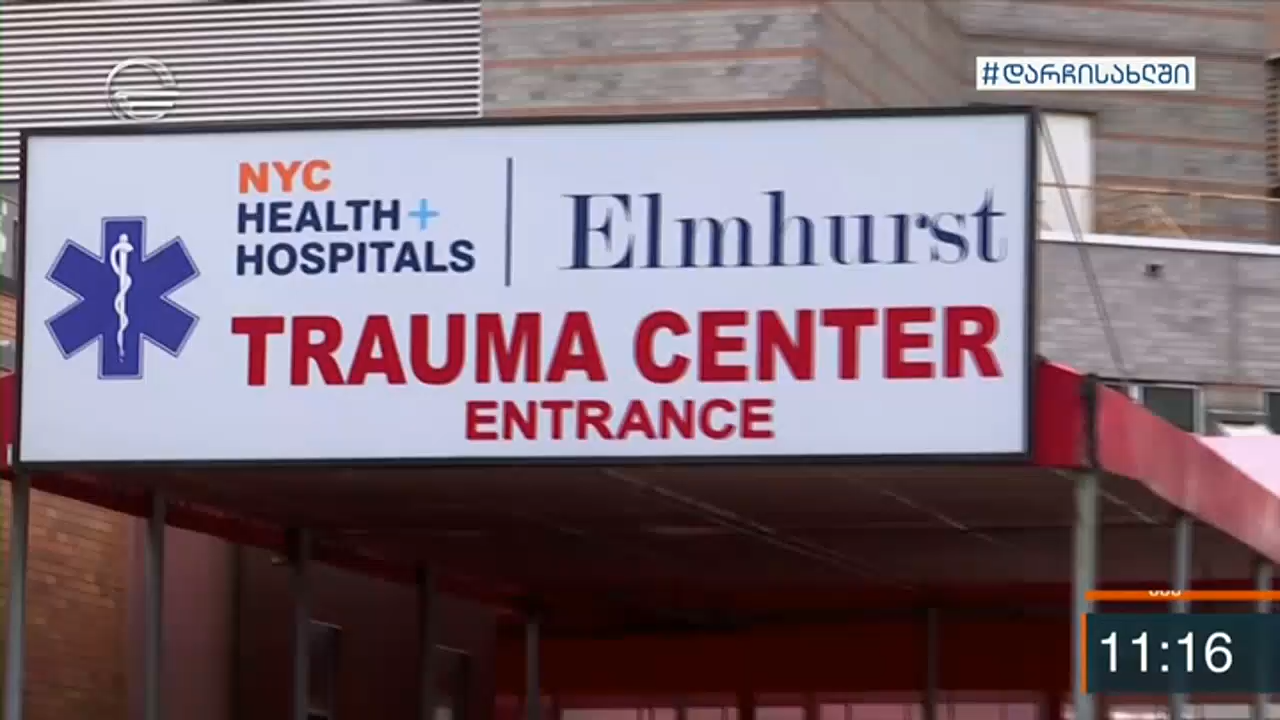 #დარჩისახლში
NYC
HEALTH+
HOSPITALS
Elmhurst
TRAUMA CENTER
ENTRANCE
11:16